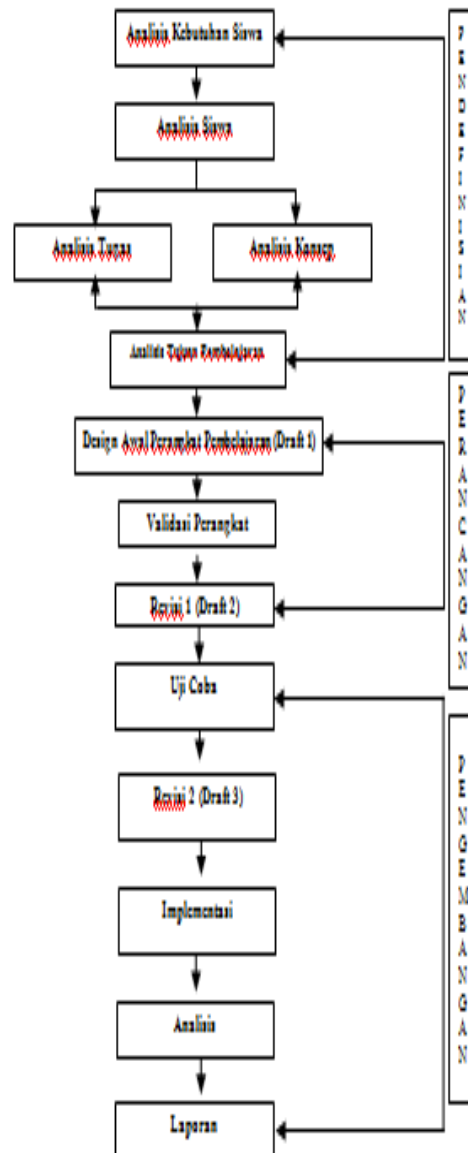 Analisis Kebutuhan Siswa
Analisis Siswa
Analisis Tugas
Analisis Konsep
Analisis Tujuan Pembelajaran
Design Awal Perangkat Pembelajaran (Draft 1)
Validasi Perangkat
Revisi 1 (Draft 2)
Uji Coba
Revisi 2 (Draft 3)
Implementasi
Analisis
Laporan
PENDEFINISIAN
PERANCANGAN
PENGEMBANGAN